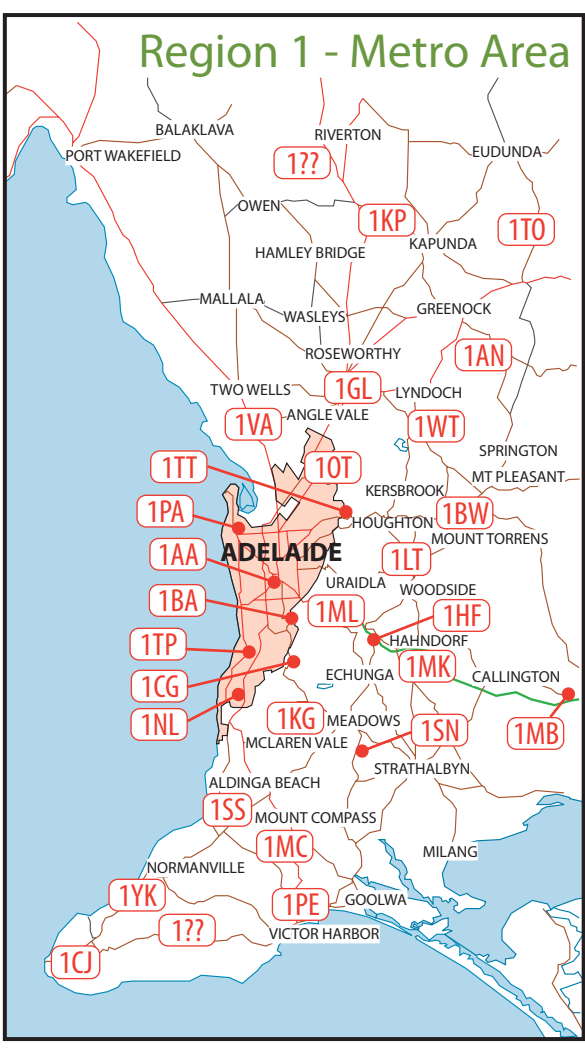 Region 1 - Metro Area
BALAKLAVA
RIVERTON
PORT WAKEFIELD
1??
EUDUNDA
OWEN
1KP
1TO
KAPUNDA
HAMLEY BRIDGE
MALLALA
WASLEYS
GREENOCK
ROSEWORTHY
1AN
TWO WELLS
1GL
LYNDOCH
1VA
ANGLE VALE
1WT
SPRINGTON
1TT
1OT
MT PLEASANT
KERSBROOK
1PA
1BW
HOUGHTON
MOUNT TORRENS
1AA
ADELAIDE
1LT
URAIDLA
WOODSIDE
1BA
1ML
1HF
HAHNDORF
1TP
1MK
ECHUNGA
CALLINGTON
1CG
1NL
1KG
MEADOWS
1SN
1MB
MCLAREN VALE
STRATHALBYN
ALDINGA BEACH
1SS
MOUNT COMPASS
1MC
MILANG
NORMANVILLE
1YK
1PE
GOOLWA
1??
VICTOR HARBOR
1CJ